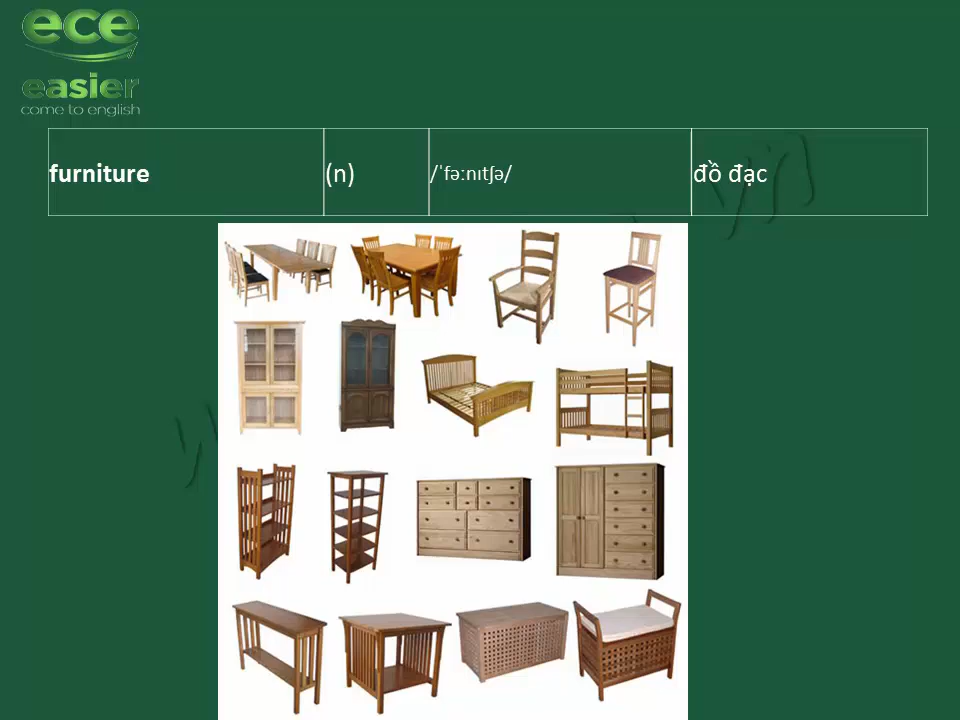 ece
easier
come to english
furniture (n) /ˈfəːnɪtʃə/ đồ đạc